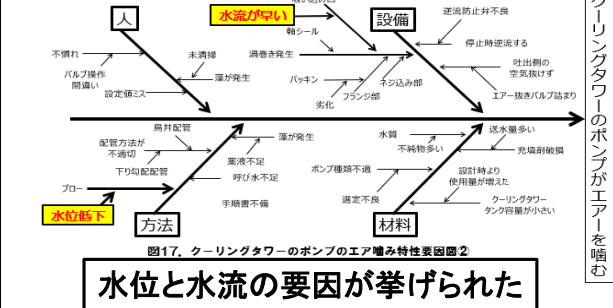 人
水流が早い
設備
逆流防止弁不良
軸シール
停止時逆流する
不慣れ
未清掃
渦巻き発生
バルブ操作
間違い
藻が発生
設定値ミス
パッキン
劣化
フランジ部
ネジ込み部
吐出側の
空気抜けず
エアー抜きバルブ詰まり
クーリングタワーのポンプがエアーを噛む
鳥井配管
藻が発生
配管方法が
不適切
下り勾配配管
薬液不足
呼び水不足
ブロー
手順書不備
水位低下
方法
水質
不純物多い
送水量多い
充填剤破損
ポンプ種類不適
選定不良
設計時より
使用量が増えた
クーリングタワー
タンク容量が小さい
材料
図17．クーリングタワーのポンプのエア噛み特性要因図②
水位と水流の要因が挙げられた